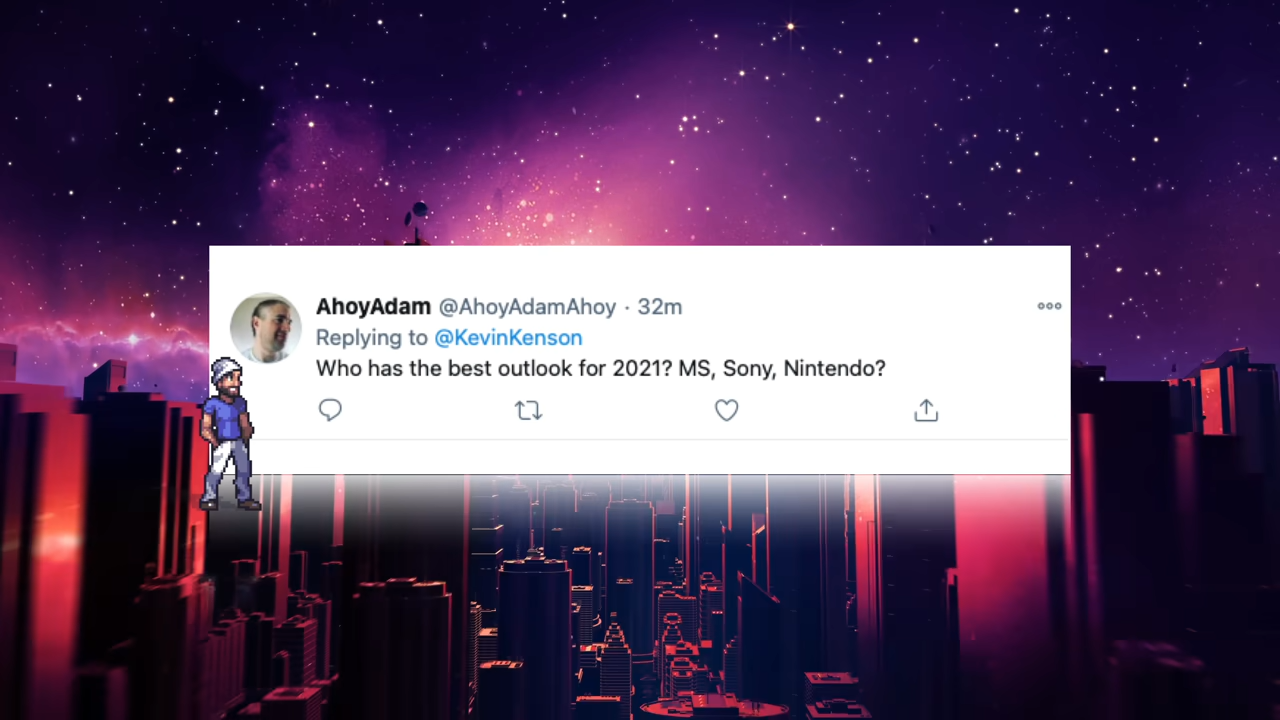 AhoyAdam @AhoyAdamAhoy · 32m
Replying to @KevinKenson
Who has the best outlook for 2021? MS, Sony, Nintendo?